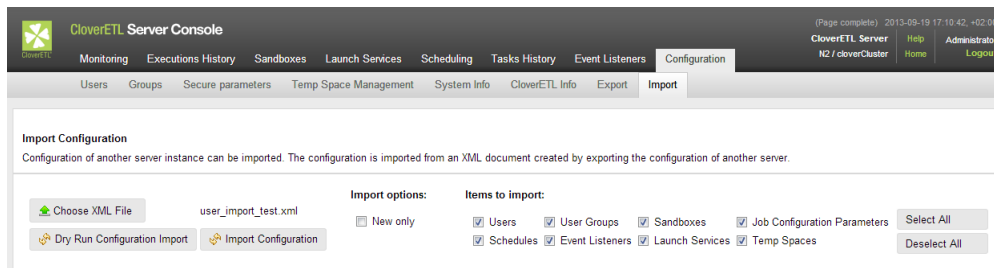 (Page complete) 2013-09-19 17:10:42, +02:00
CloverETL Server Console
CloverETL Server Help Administrato
CloverETL
N2 / cloverCluster Home Logou
Monitoring Executions History Sandboxes Launch Services Scheduling Tasks History Event Listeners Configuration
Users Groups Secure parameters Temp Space Management System Info CloverETL Info Export Import
Import Configuration
Configuration of another server instance can be imported. The configuration is imported from an XML document created by exporting the configuration of another server.
Import options: Items to import:
Choose XML File user_import_test.xml New only Users User Groups Sandboxes Job Configuration Parameters Select All
Dry Run Configuration Import Import Configuration Schedules Event Listeners Launch Services Temp Spaces Deselect All